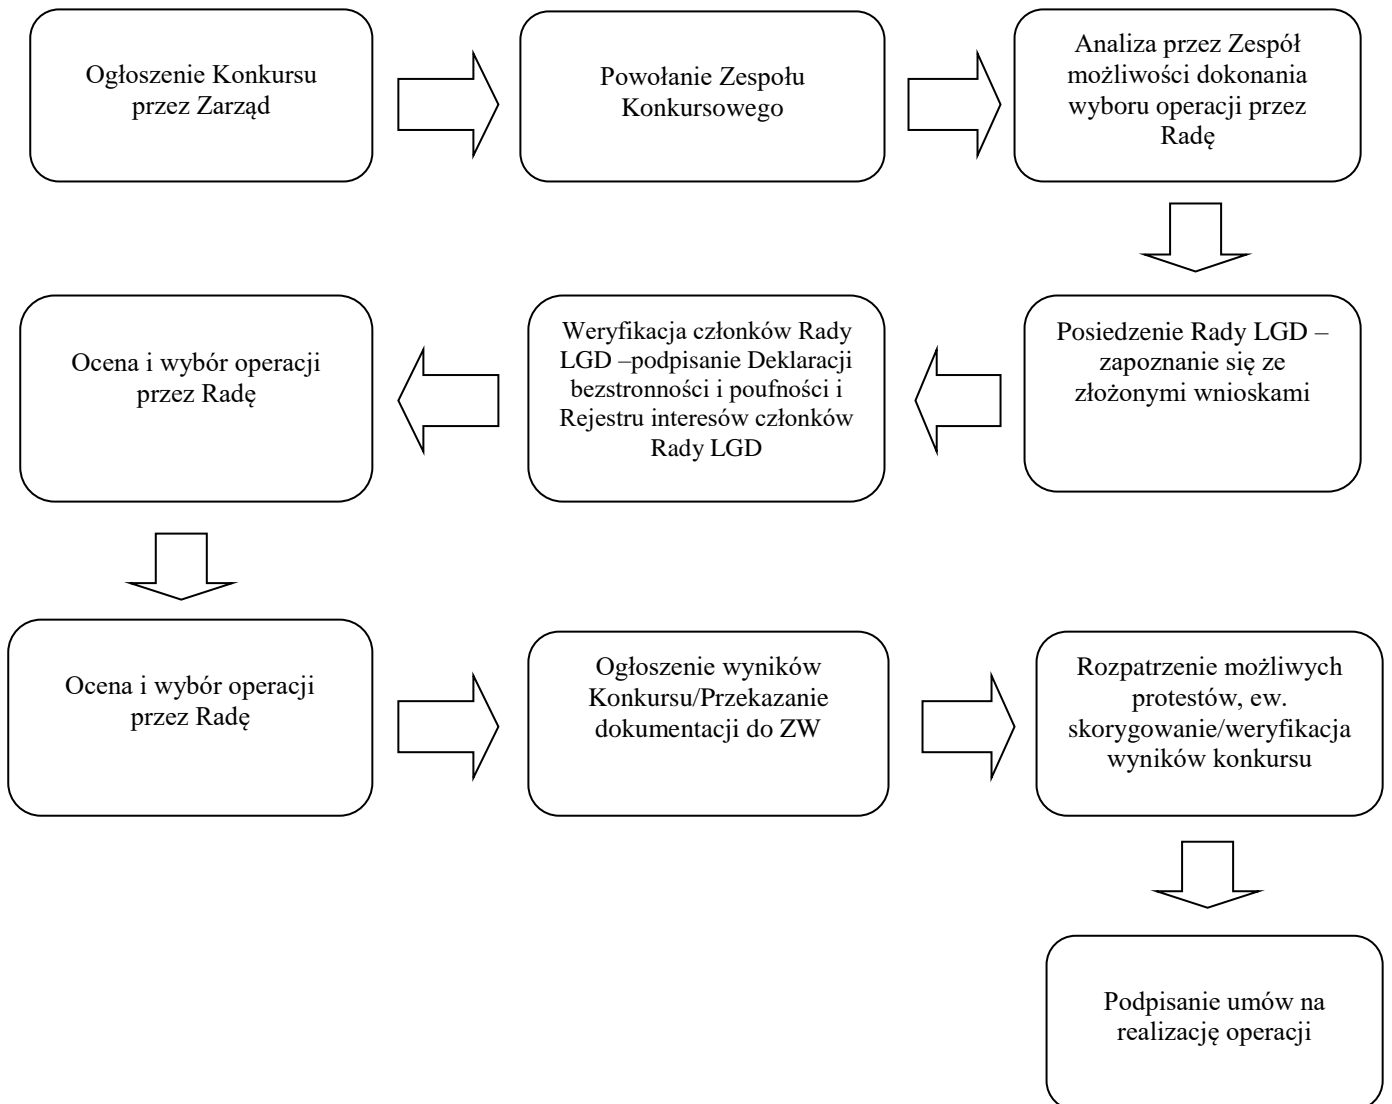 Ogłoszenie Konkursu
przez Zarząd
Powołanie Zespołu
Konkursowego
Analiza przez Zespół
możliwości dokonania
wyboru operacji przez
Radę
Posiedzenie Rady LGD –
zapoznanie się ze
złożonymi wnioskami
Weryfikacja członków Rady
LGD –podpisanie Deklaracji
bezstronności i poufności i
Rejestru interesów członków
Rady LGD
Ocena i wybór operacji
przez Radę
Ocena i wybór operacji
przez Radę
Ogłoszenie wyników
Konkursu/Przekazanie
dokumentacji do ZW
Rozpatrzenie możliwych
protestów, ew.
skorygowanie/weryfikacja
wyników konkursu
Podpisanie umów na
realizację operacji